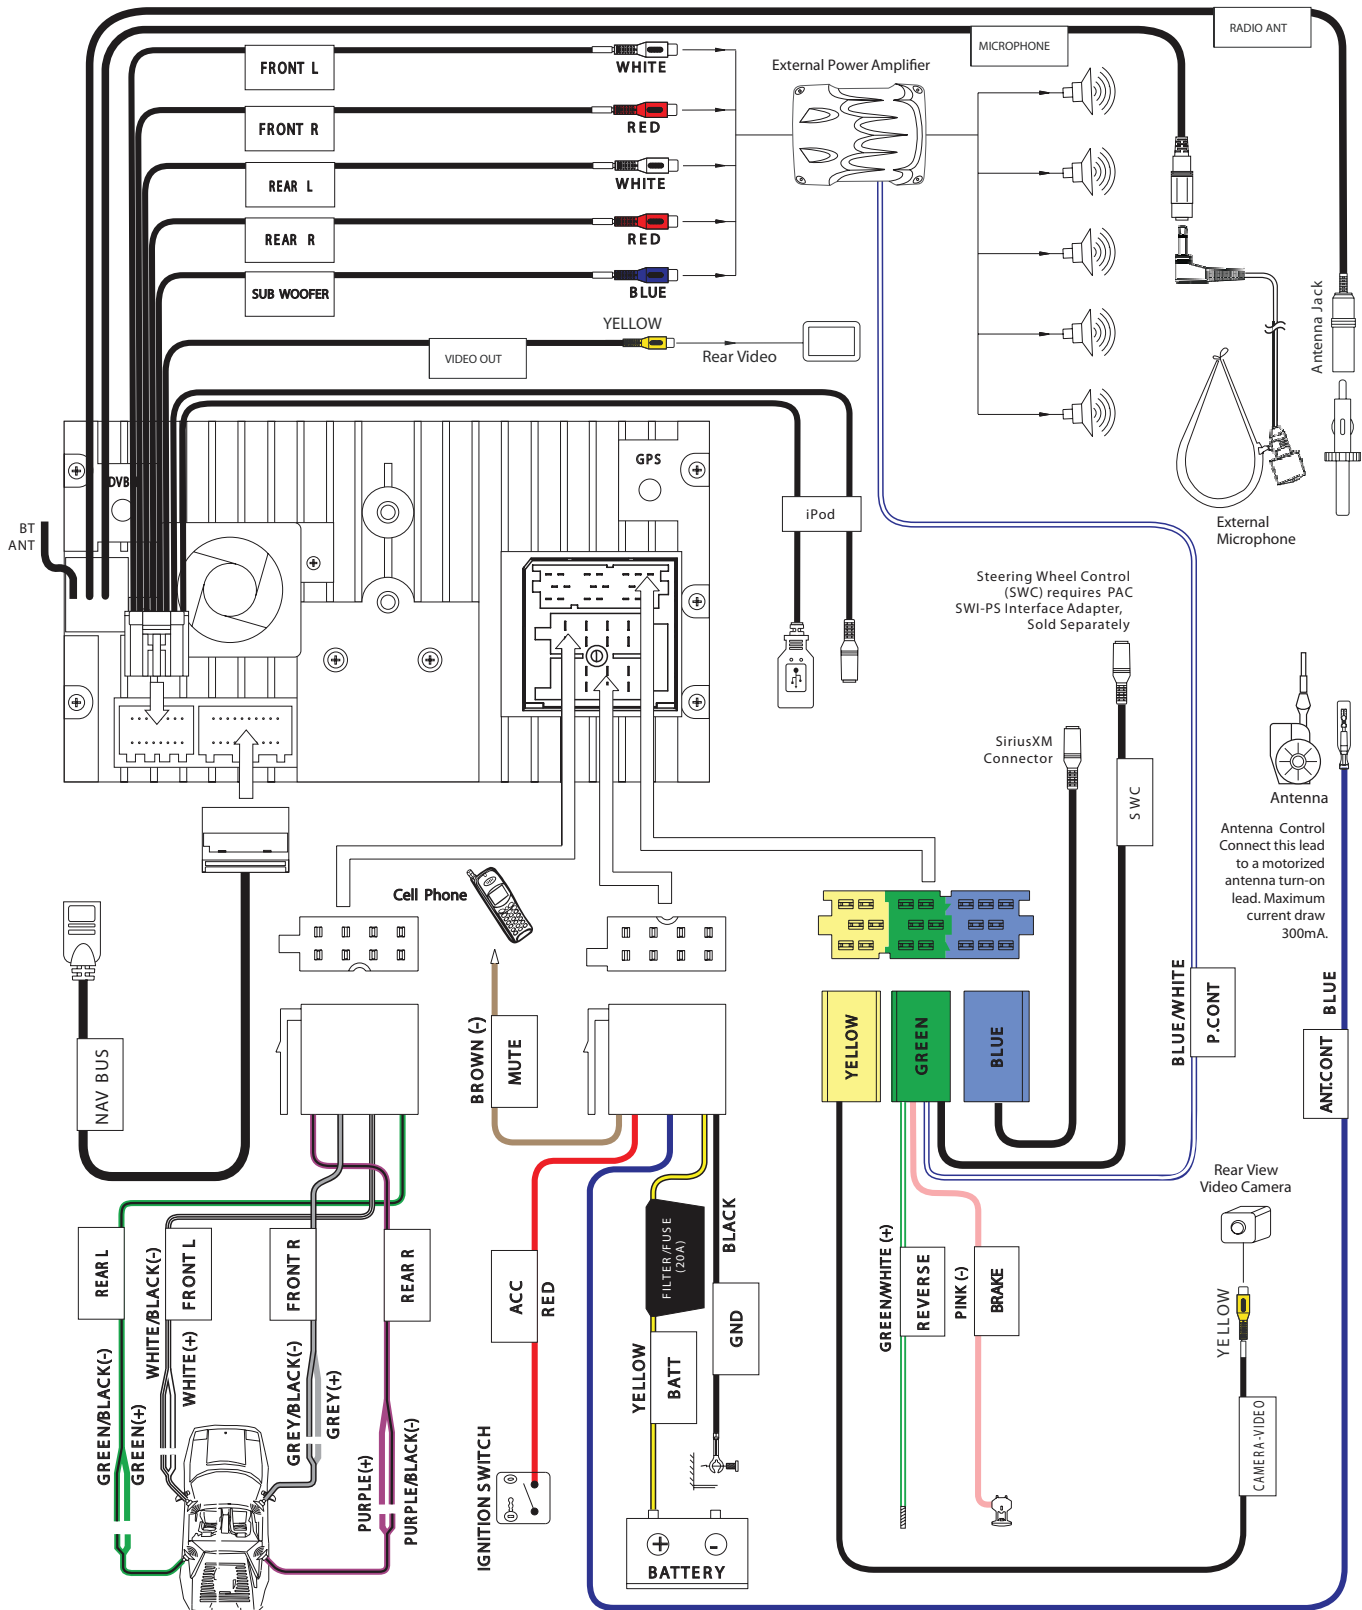 RADIO ANT
MICROPHONE
FRONT L
WHITE
External Power Amplifier
FRONT R
RED
REAR L
WHITE
REAR R
RED
SUB WOOFER
BLUE
YELLOW
VIDEO OUT
Rear Video
Antenna Jack
DVB
GPS
BT
ANT
iPod
External
Microphone
Steering Wheel Control
(SWC) requires PAC
SWI-PS Interface Adapter,
Sold Separately
SiriusXM
Connector
SWC
Antenna
Antenna Control
Connect this lead
to a motorized
antenna turn-on
lead. Maximum
current draw
300mA.
Cell Phone
NAV BUS
BROWN (-)
MUTE
YELLOW
GREEN
BLUE
BLUE/WHITE
P.CONT
BLUE
ANT.CONT
Rear View
Video Camera
REAR L
WHITE/BLACK(-)
FRONT L
FRONT R
REAR R
ACC
RED
FILTER/FUSE
(20A)
BLACK
GND
GREEN/WHITE (+)
REVERSE
PINK (-)
BRAKE
YELLOW
GREEN/BLACK(-)
GREEN(+)
WHITE(+)
GREY/BLACK(-)
GREY(+)
PURPLE(+)
PURPLE/BLACK(-)
IGNITION SWITCH
YELLOW
BATT
CAMERA-VIDEO
+
-
BATTERY